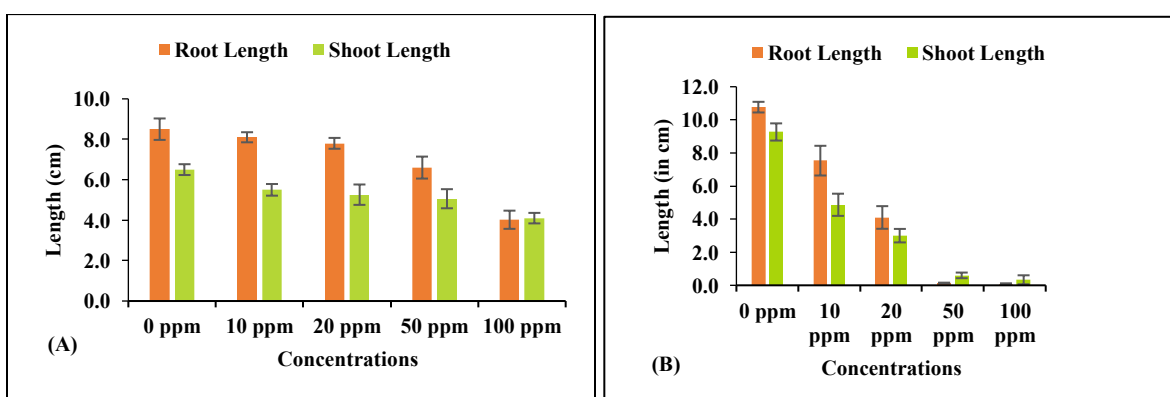 Root Length Shoot Length
10.0
8.0
6.0
4.0
2.0
0.0
Length (cm)
0 ppm 10 ppm 20 ppm 50 ppm 100 ppm
Concentrations
(A)
Root Length Shoot Length
12.0
10.0
8.0
6.0
4.0
2.0
0.0
Length (in cm)
0 ppm 10 20 50 100
ppm ppm ppm ppm
Concentrations
(B)